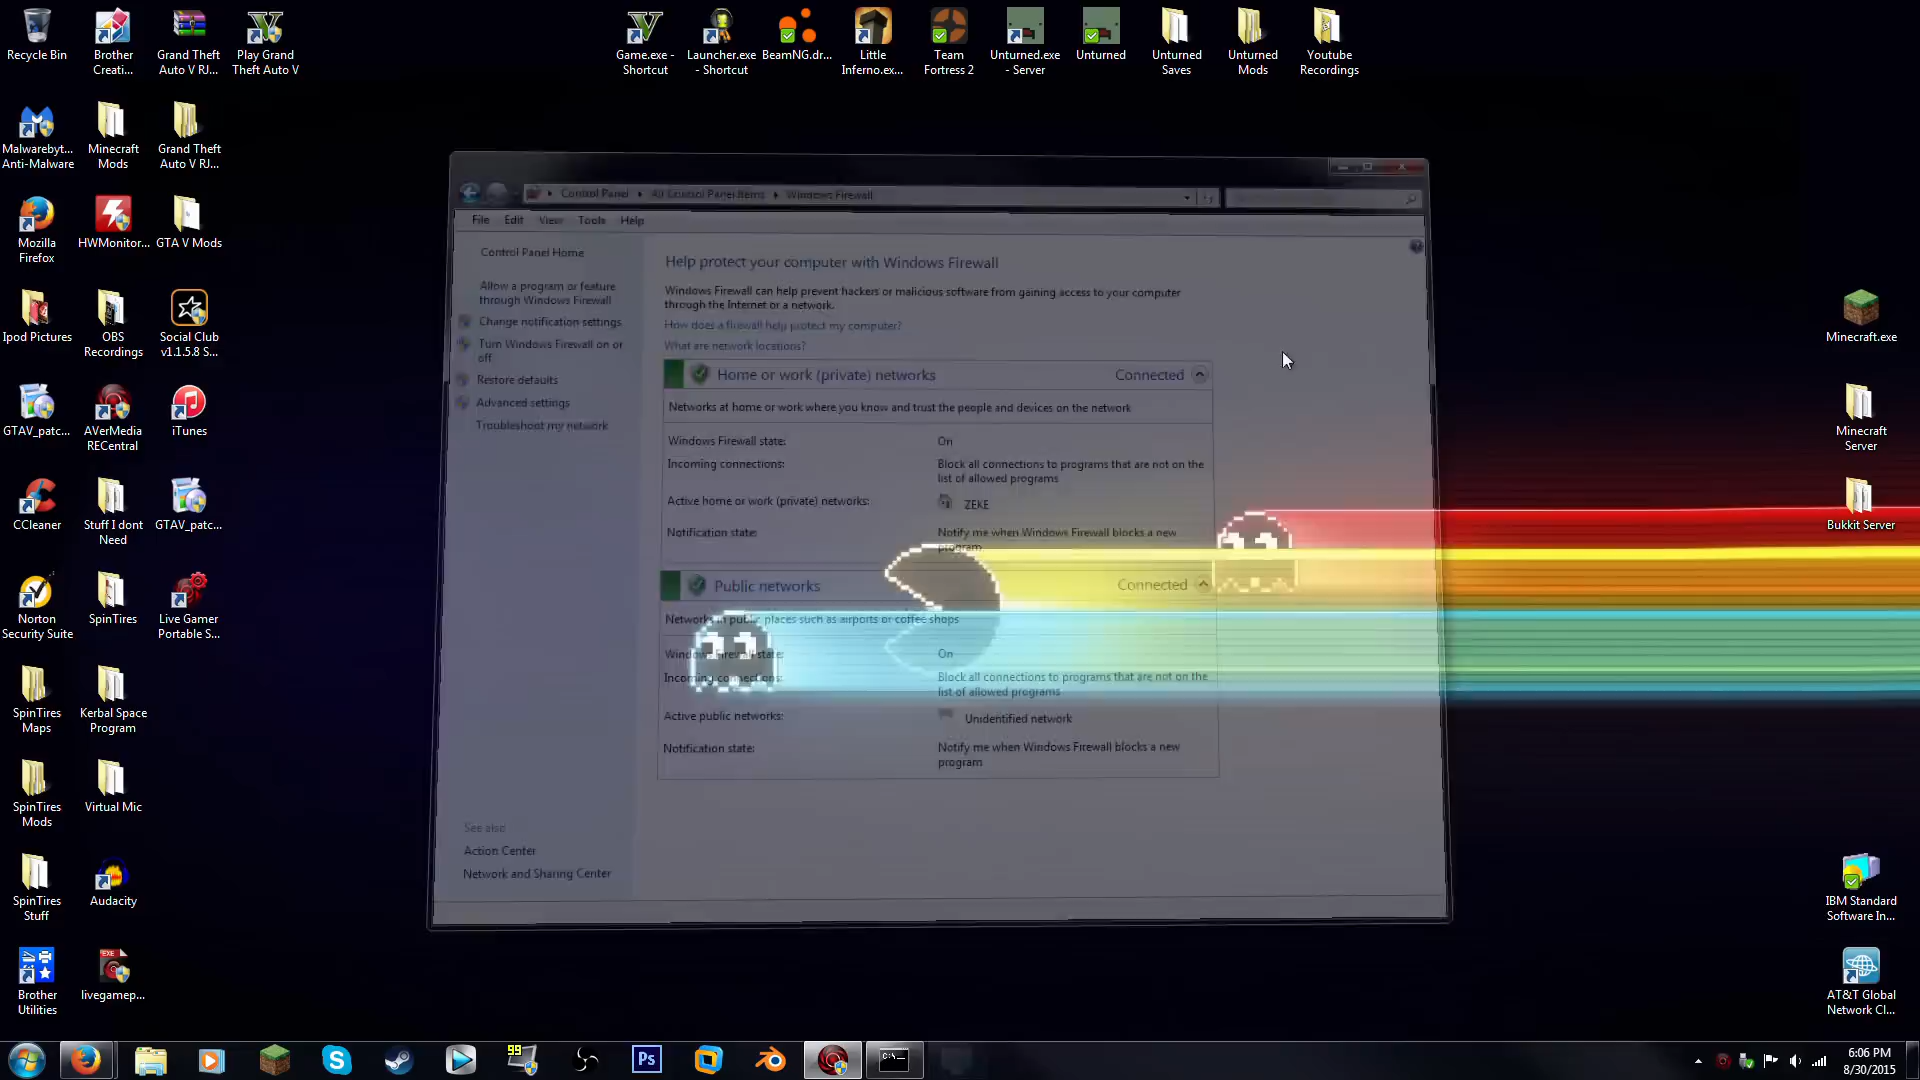 Recycle Bin
Brother
Creati...
Grand Theft
Auto V RJ...
Play Grand
Theft Auto V
Game.exe -
Shortcut
Launcher.exe
- Shortcut
BeamNG.dr...
Little
Inferno.ex...
Team
Fortress 2
Unturned.exe
- Server
Unturned
Unturned
Saves
Unturned
Mods
Youtube
Recordings
Malwarebyt...
Anti-Malware
Minecraft
Mods
Grand Theft
Auto V RJ...
Mozilla
Firefox
HWMonitor...
GTA V Mods
Ipod Pictures
OBS
Recordings
Social Club
v1.1.5.8 S...
GTAV_patc...
AVerMedia
RECentral
iTunes
CCleaner
Stuff I dont
Need
GTAV_patc...
Norton
Security Suite
SpinTires
Live Gamer
Portable S...
SpinTires
Maps
Kerbal Space
Program
SpinTires
Mods
Virtual Mic
SpinTires
Stuff
Audacity
Brother
Utilities
EXE
livegamep...
Control Panel
All Control Panel Items
Windows Firewall
File
Edit
View
Tools
Help
Control Panel Home
Allow a program or feature
through Windows Firewall
Change notification settings
Turn Windows Firewall on or
off
Restore defaults
Advanced settings
Troubleshoot my network
See also
Action Center
Network and Sharing Center
Help protect your computer with Windows Firewall
Windows Firewall can help prevent hackers or malicious software from gaining access to your computer
through the Internet or a network.
How does a firewall help protect my computer?
What are network locations?
Home or work (private) networks
Connected
Networks at home or work where you know and trust the people and devices on the network
Windows Firewall state:
On
Incoming connections:
Block all connections to programs that are not on the
list of allowed programs
Active home or work (private) networks:
ZEKE
Notification state:
Notify me when Windows Firewall blocks a new
program
Public networks
Connected
Networks in public places such as airports or coffee shops
Windows Firewall state:
On
Incoming connections:
Block all connections to programs that are not on the
list of allowed programs
Active public networks:
Unidentified network
Notification state:
Notify me when Windows Firewall blocks a new
program
Minecraft.exe
Minecraft
Server
Bukkit Server
IBM Standard
Software In...
AT&T Global
Network Cl...
99
Ps
C:\
6:06 PM
8/30/2015